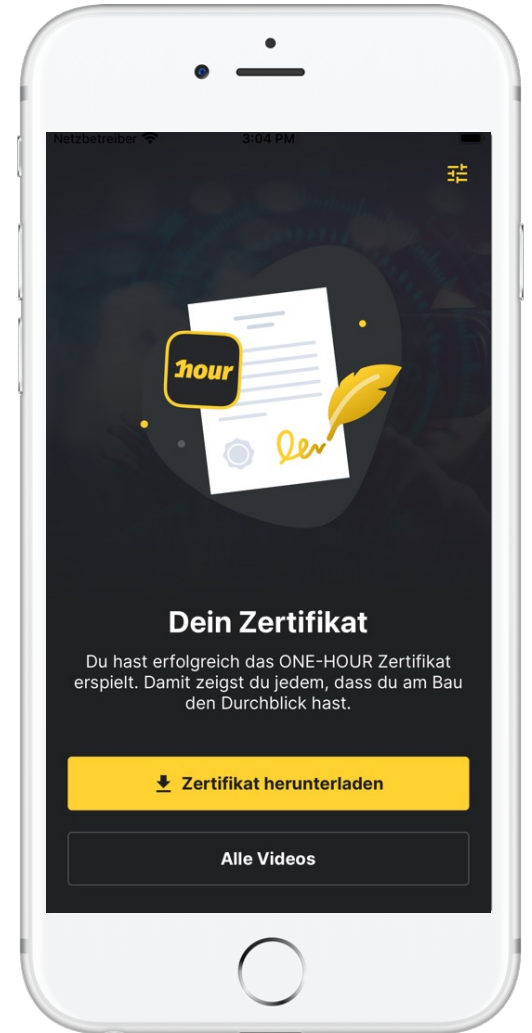 Netzbetreiber 3:04 PM
1hour
Dein Zertifikat
Du hast erfolgreich das ONE-HOUR Zertifikat
erspielt. Damit zeigst du jedem, dass du am Bau
den Durchblick hast.
Zertifikat herunterladen
Alle Videos